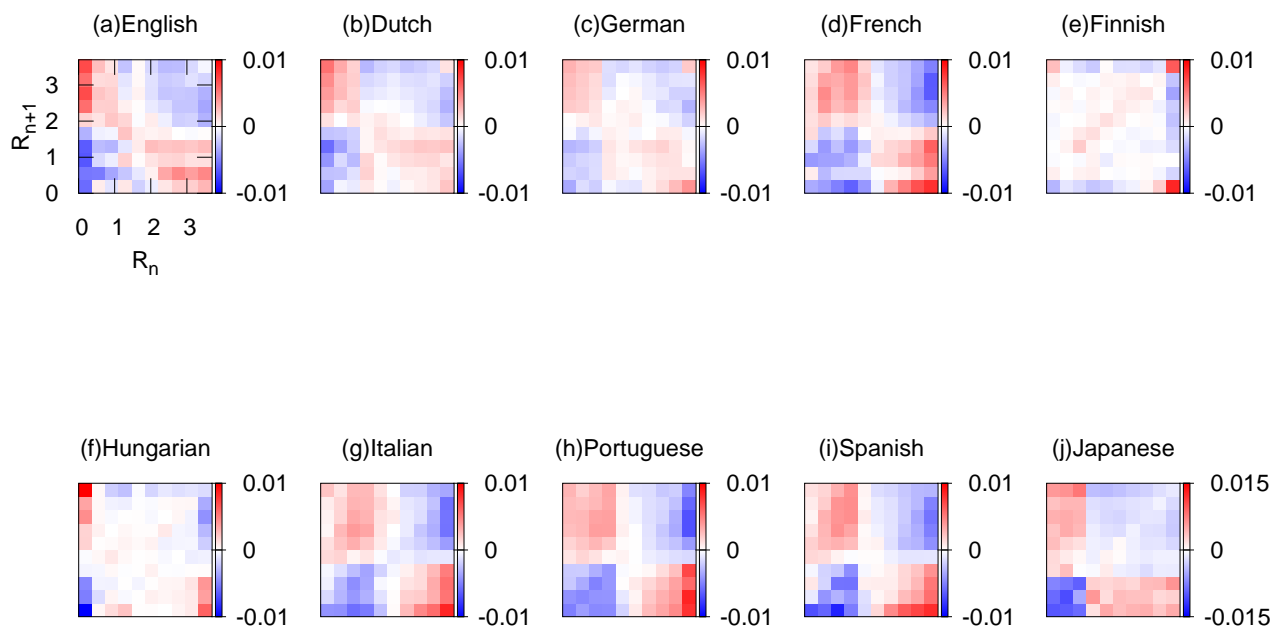 (a)English (b)Dutch (c)German (d)French (e)Finnish
0.01 0.01 0.01 0.01 0.01
3
2
1
0
R_{n+1}
0 0 0 0 0
-0.01 -0.01 -0.01 -0.01 -0.01
0 1 2 3
R_n
(f)Hungarian (g)Italian (h)Portuguese (i)Spanish (j)Japanese
0.01 0.01 0.01 0.01 0.015
0 0 0 0 0
-0.01 -0.01 -0.01 -0.01 -0.015